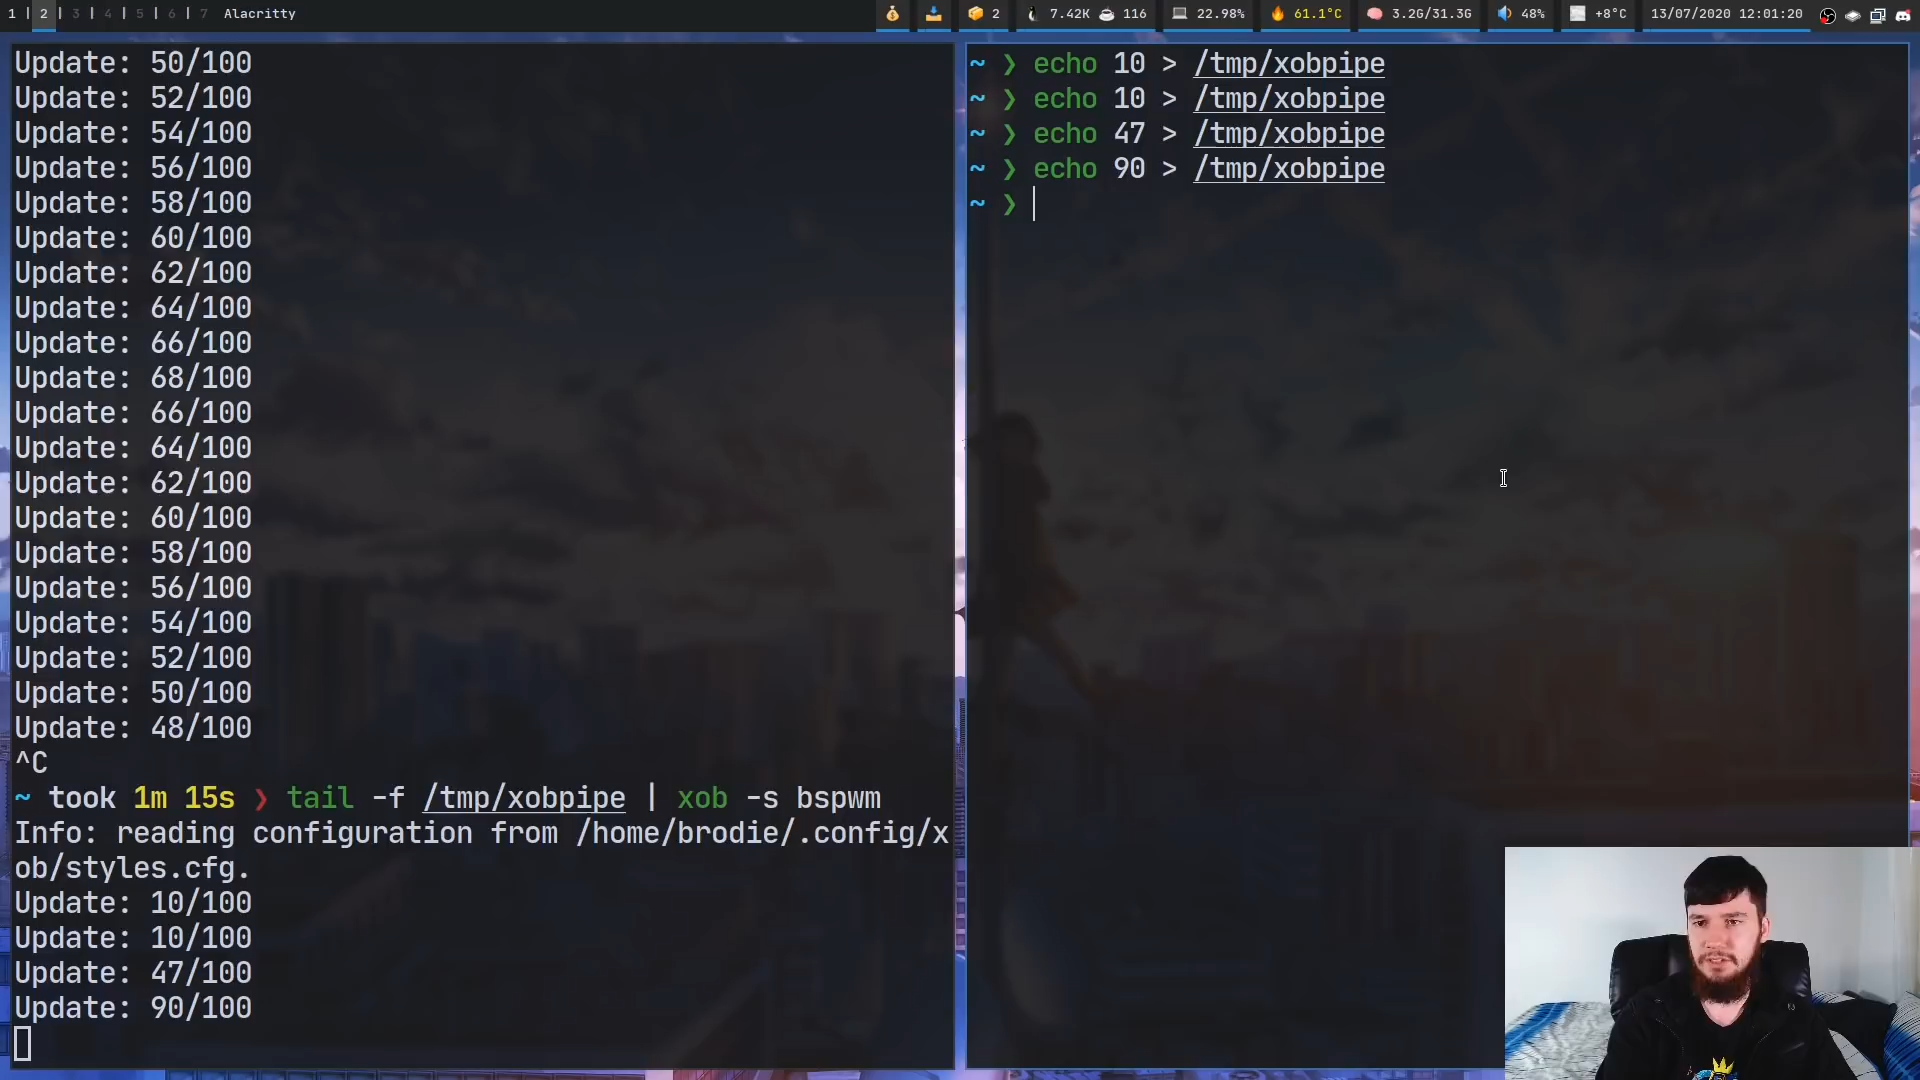 1 | 2 | 3 | 4 | 5 | 6 | 7 Alacritty
2 7.42K 116 22.98% 61.1°C 3.2G/31.3G 48% +8°C 13/07/2020 12:01:20
Update: 50/100
Update: 52/100
Update: 54/100
Update: 56/100
Update: 58/100
Update: 60/100
Update: 62/100
Update: 64/100
Update: 66/100
Update: 68/100
Update: 66/100
Update: 64/100
Update: 62/100
Update: 60/100
Update: 58/100
Update: 56/100
Update: 54/100
Update: 52/100
Update: 50/100
Update: 48/100
^C
~ took 1m 15s ❯ tail -f /tmp/xobpipe | xob -s bspwm
Info: reading configuration from /home/brodie/.config/x
ob/styles.cfg.
Update: 10/100
Update: 10/100
Update: 47/100
Update: 90/100
~ ❯ echo 10 > /tmp/xobpipe
~ ❯ echo 10 > /tmp/xobpipe
~ ❯ echo 47 > /tmp/xobpipe
~ ❯ echo 90 > /tmp/xobpipe
~ ❯